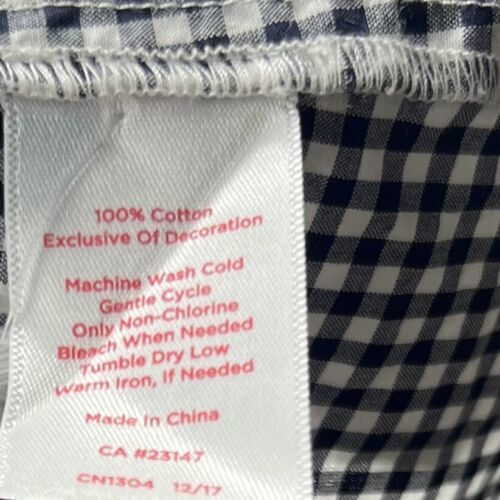 100% Cotton
Exclusive Of Decoration
Machine Wash Cold
Gentle Cycle
Only Non-Chlorine
Bleach When Needed
Tumble Dry Low
Warm Iron, If Needed
Made In China
CA #23147
CN1304 12/17